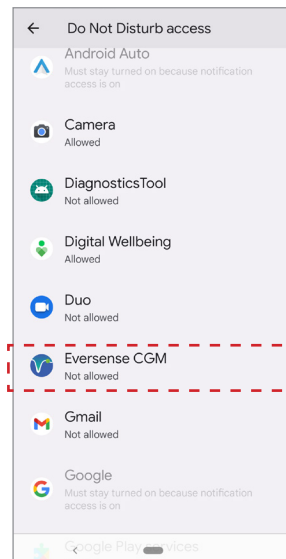 Do Not Disturb access
Android Auto
Must stay turned on because notification
access is on
Camera
Allowed
DiagnosticsTool
Not allowed
Digital Wellbeing
Allowed
Duo
Not allowed
Eversense CGM
Not allowed
Gmail
Not allowed
Google
Must stay turned on because notification
access is on
Google Play services